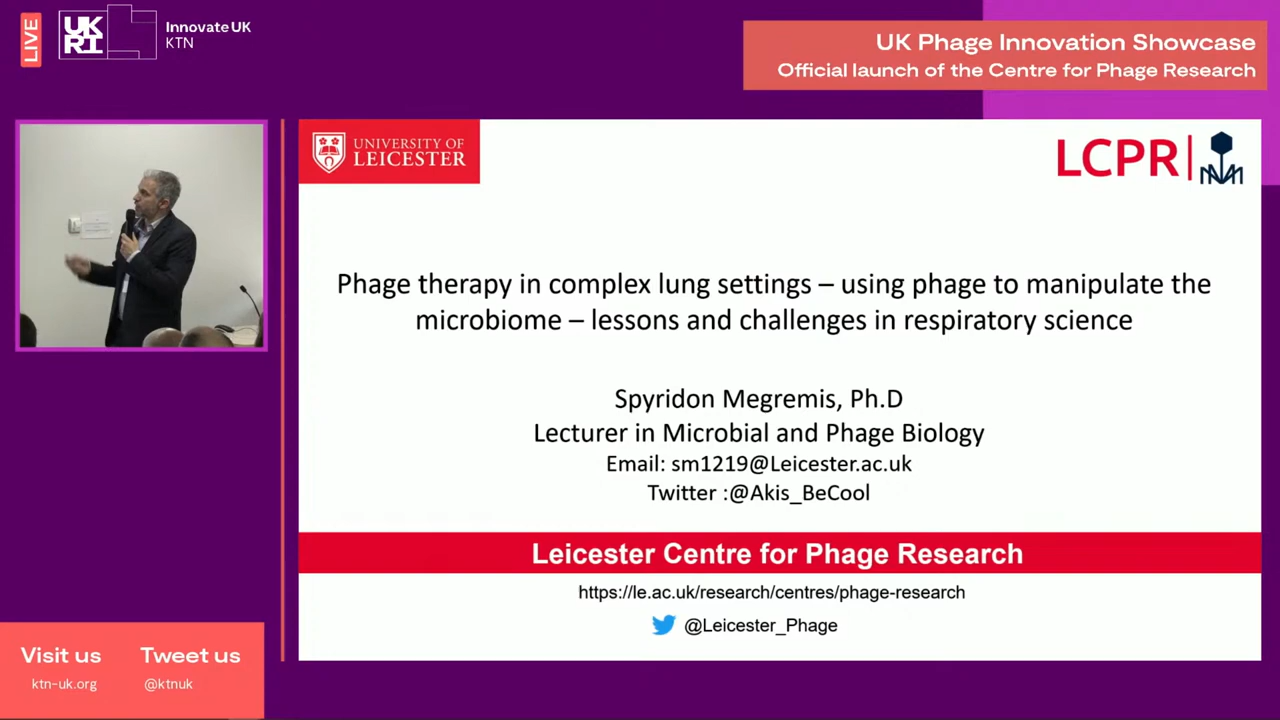 LIVE
UK
RI
Innovate UK
KTN
UK Phage Innovation Showcase
Official launch of the Centre for Phage Research
UNIVERSITY OF
LEICESTER
LCPR
Phage therapy in complex lung settings – using phage to manipulate the
microbiome – lessons and challenges in respiratory science
Spyridon Megremis, Ph.D
Lecturer in Microbial and Phage Biology
Email: sm1219@Leicester.ac.uk
Twitter :@Akis_BeCool
Leicester Centre for Phage Research
https://le.ac.uk/research/centres/phage-research
@Leicester_Phage
Visit us
Tweet us
ktn-uk.org
@ktnuk